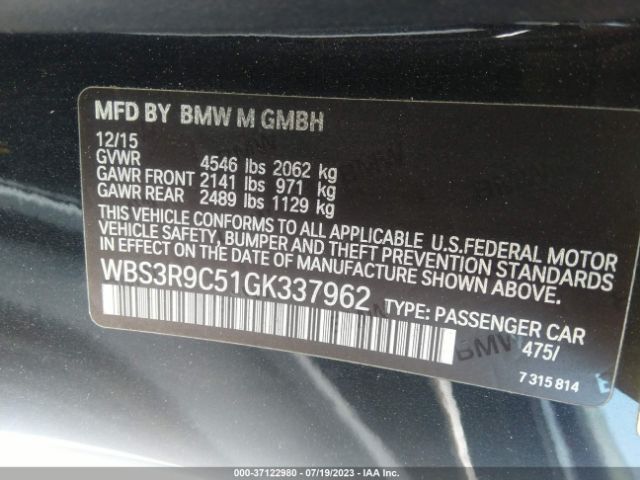 MFD BY BMW M GMBH
12/15
GVWR 4546 lbs 2062 kg
GAWR FRONT 2141 lbs 971 kg
GAWR REAR 2489 lbs 1129 kg
THIS VEHICLE CONFORMS TO ALL APPLICABLE U.S.FEDERAL MOTOR
VEHICLE SAFETY, BUMPER AND THEFT PREVENTION STANDARDS
IN EFFECT ON THE DATE OF MANUFACTURE SHOWN ABOVE.
WBS3R9C51GK337962
TYPE: PASSENGER CAR
475/
7 315 814
000-37122980 - 07/19/2023 - IAAI.COM